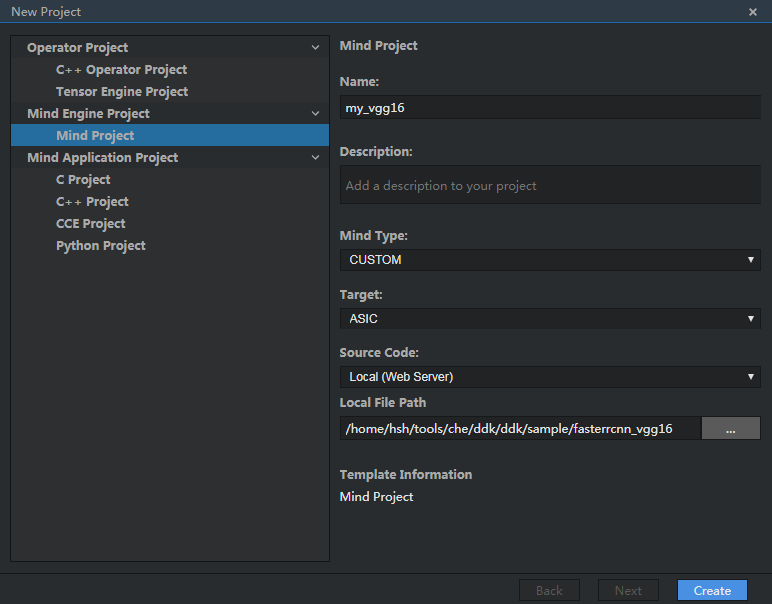 New Project
Operator Project
C++ Operator Project
Tensor Engine Project
Mind Engine Project
Mind Project
Mind Application Project
C Project
C++ Project
CCE Project
Python Project
Mind Project
Name:
my_vgg16
Description:
Add a description to your project
Mind Type:
CUSTOM
Target:
ASIC
Source Code:
Local (Web Server)
Local File Path
/home/hsh/tools/che/ddk/ddk/sample/fasterrcnn_vgg16
...
Template Information
Mind Project
Back
Next
Create